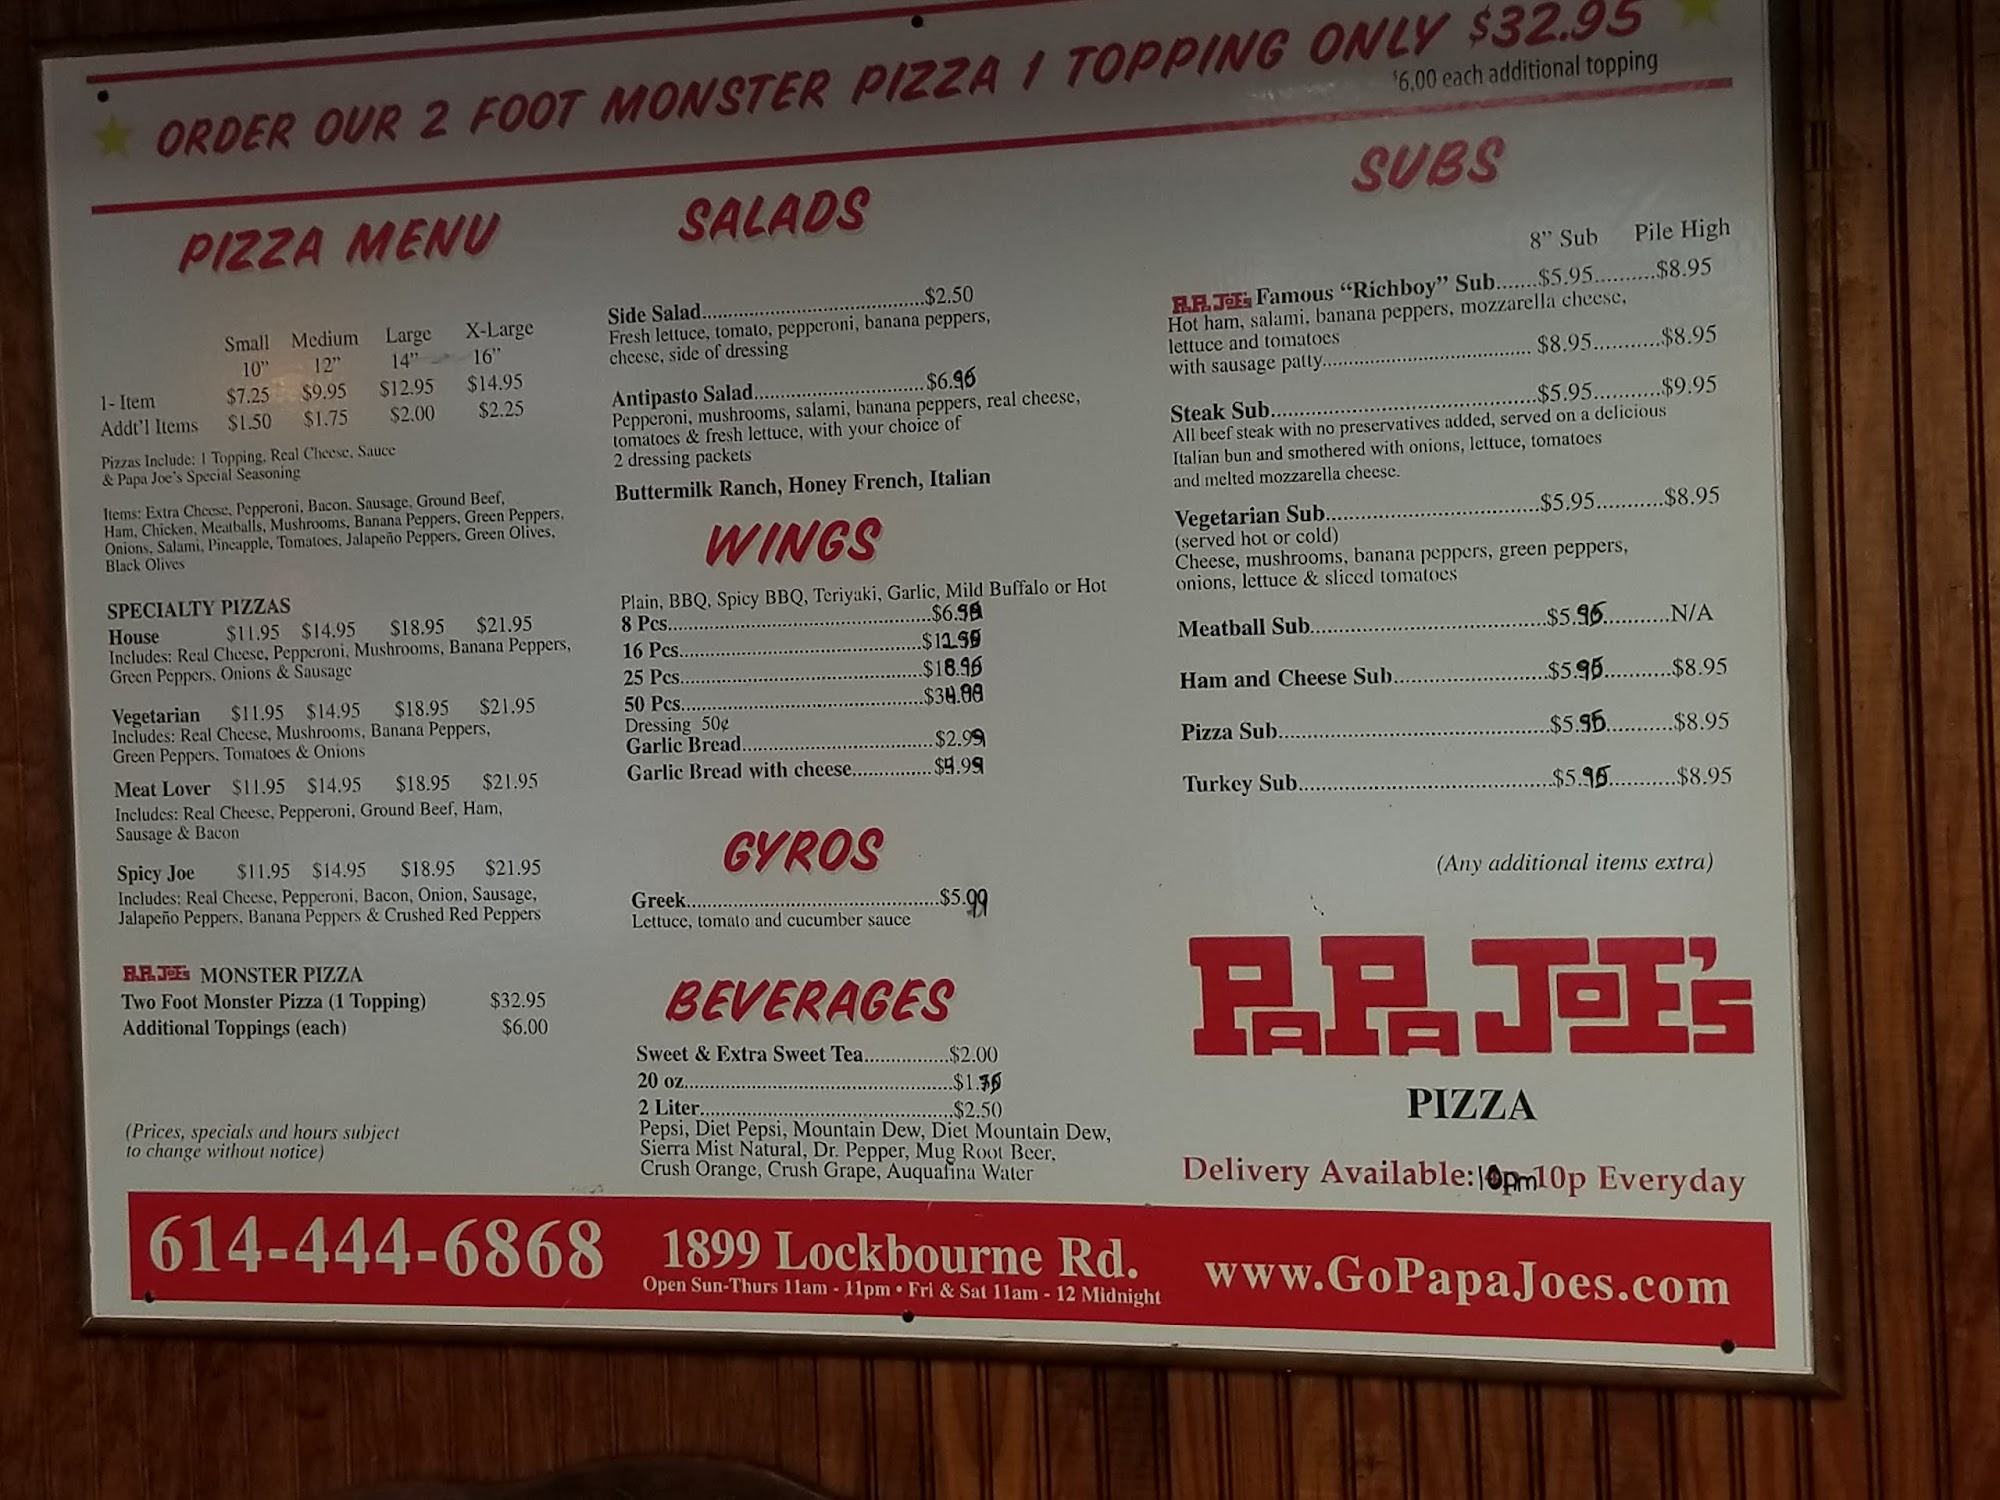 ORDER OUR 2 FOOT MONSTER PIZZA 1 TOPPING ONLY $32.95
$6.00 each additional topping
PIZZA MENU
Small Medium Large X-Large
10" 12" 14" 16"
1- Item $7.25 $9.95 $12.95 $14.95
Addt'l Items $1.50 $1.75 $2.00 $2.25
Pizzas Include: 1 Topping, Real Cheese, Sauce
& Papa Joe's Special Seasoning
Items: Extra Cheese, Pepperoni, Bacon, Sausage, Ground Beef,
Ham, Chicken, Meatballs, Mushrooms, Banana Peppers, Green Peppers,
Onions, Salami, Pineapple, Tomatoes, Jalapeño Peppers, Green Olives,
Black Olives
SPECIALTY PIZZAS
House $11.95 $14.95 $18.95 $21.95
Includes: Real Cheese, Pepperoni, Mushrooms, Banana Peppers,
Green Peppers, Onions & Sausage
Vegetarian $11.95 $14.95 $18.95 $21.95
Includes: Real Cheese, Mushrooms, Banana Peppers,
Green Peppers, Tomatoes & Onions
Meat Lover $11.95 $14.95 $18.95 $21.95
Includes: Real Cheese, Pepperoni, Ground Beef, Ham,
Sausage & Bacon
Spicy Joe $11.95 $14.95 $18.95 $21.95
Includes: Real Cheese, Pepperoni, Bacon, Onion, Sausage,
Jalapeño Peppers, Banana Peppers & Crushed Red Peppers
PAPA JOE'S MONSTER PIZZA
Two Foot Monster Pizza (1 Topping) $32.95
Additional Toppings (each) $6.00
(Prices, specials and hours subject
to change without notice)
SALADS
Side Salad $2.50
Fresh lettuce, tomato, pepperoni, banana peppers,
cheese, side of dressing
Antipasto Salad $6.95
Pepperoni, mushrooms, salami, banana peppers, real cheese,
tomatoes & fresh lettuce, with your choice of
2 dressing packets
Buttermilk Ranch, Honey French, Italian
WINGS
Plain, BBQ, Spicy BBQ, Teriyaki, Garlic, Mild Buffalo or Hot
8 Pcs
16 Pcs
25 Pcs $18.95
50 Pcs
Dressing 50¢
Garlic Bread $2.99
Garlic Bread with cheese
GYROS
Greek $5.99
Lettuce, tomato and cucumber sauce
BEVERAGES
Sweet & Extra Sweet Tea $2.00
20 oz
2 Liter $2.50
Pepsi, Diet Pepsi, Mountain Dew, Diet Mountain Dew,
Sierra Mist Natural, Dr. Pepper, Mug Root Beer,
Crush Orange, Crush Grape, Auquafina Water
SUBS
8" Sub Pile High
PAPA JOE'S Famous "Richboy" Sub $5.95 $8.95
Hot ham, salami, banana peppers, mozzarella cheese,
lettuce and tomatoes
with sausage patty $8.95 $8.95
Steak Sub $5.95 $9.95
All beef steak with no preservatives added, served on a delicious
Italian bun and smothered with onions, lettuce, tomatoes
and melted mozzarella cheese.
Vegetarian Sub $5.95 $8.95
(served hot or cold)
Cheese, mushrooms, banana peppers, green peppers,
onions, lettuce & sliced tomatoes
Meatball Sub $5.95 N/A
Ham and Cheese Sub $5.95 $8.95
Pizza Sub $5.95 $8.95
Turkey Sub $5.95 $8.95
(Any additional items extra)
PAPA JOE'S
PIZZA
Delivery Available: 10p Everyday
614-444-6868
1899 Lockbourne Rd.
Open Sun-Thurs 11am - 11pm • Fri & Sat 11am - 12 Midnight
www.GoPapaJoes.com